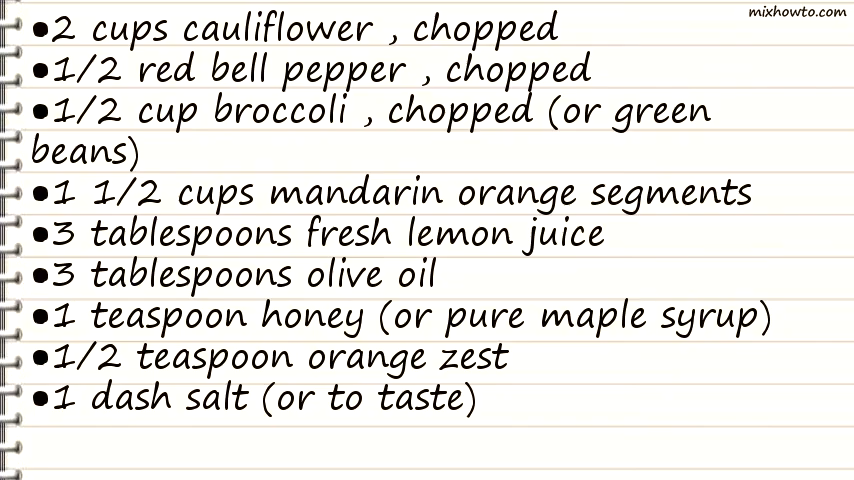 mixhowto.com
•2 cups cauliflower , chopped
•1/2 red bell pepper , chopped
•1/2 cup broccoli , chopped (or green
beans)
•1 1/2 cups mandarin orange segments
•3 tablespoons fresh lemon juice
•3 tablespoons olive oil
•1 teaspoon honey (or pure maple syrup)
•1/2 teaspoon orange zest
•1 dash salt (or to taste)